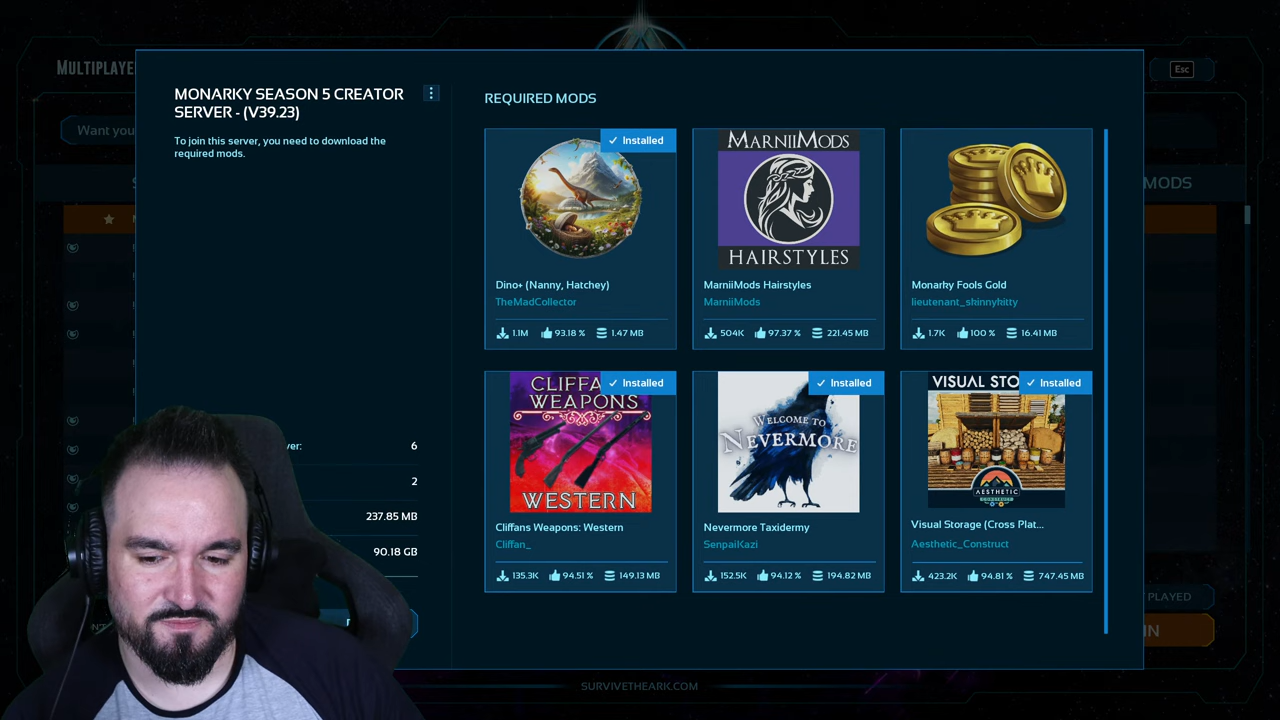 MULTIPLAYE
Esc
Want you
MODS
MONARKY SEASON 5 CREATOR
SERVER - (V39.23)
To join this server, you need to download the
required mods.
ver:
6
2
237.85 MB
90.18 GB
REQUIRED MODS
Installed
Dino+ (Nanny, Hatchey)
TheMadCollector
1.1M
93.18 %
1.47 MB
MARNIIMODS
HAIRSTYLES
MarniiMods Hairstyles
MarniiMods
504K
97.37 %
221.45 MB
Monarky Fools Gold
lieutenant_skinnykitty
1.7K
100 %
16.41 MB
Installed
CLIFFA
WEAPONS
WESTERN
Cliffans Weapons: Western
Cliffan_
135.3K
94.51 %
149.13 MB
Installed
WELCOME TO
NEVERMORE
Nevermore Taxidermy
SenpaiKazi
152.5K
94.12 %
194.82 MB
Installed
VISUAL STO
AESTHETIC
CONSTRUCT
Visual Storage (Cross Plat...
Aesthetic_Construct
423.2K
94.81 %
747.45 MB
PLAYED
IN
SURVIVETHEARK.COM